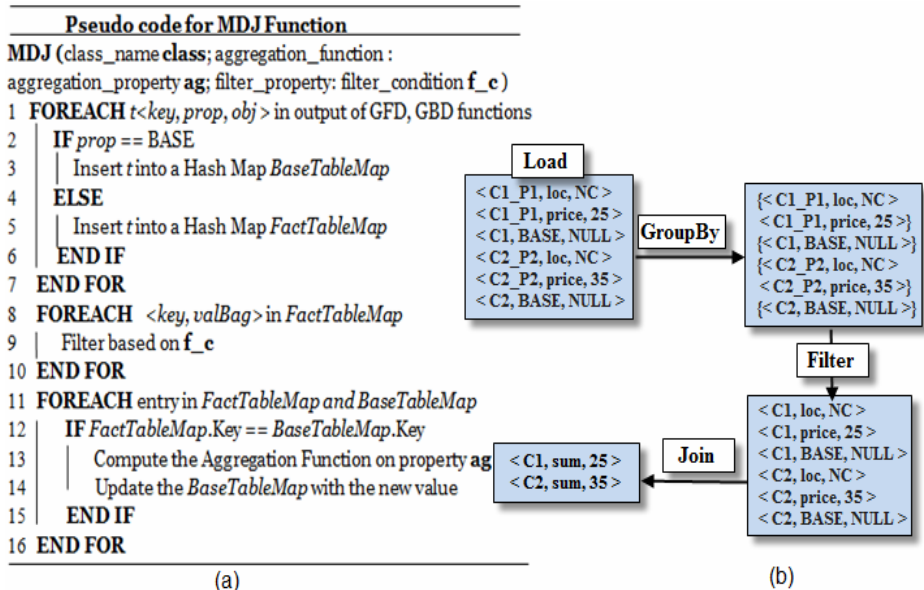 Pseudo code for MDJ Function
MDJ (class_name class; aggregation_function :
aggregation_property ag; filter_property: filter_condition f_c )
1 FOREACH t<key, prop, obj > in output of GFD, GBD functions
2 IF prop == BASE
3 Insert t into a Hash Map BaseTableMap
4 ELSE
5 Insert t into a Hash Map FactTableMap
6 END IF
7 END FOR
8 FOREACH <key, valBag> in FactTableMap
9 Filter based on f_c
10 END FOR
11 FOREACH entry in FactTableMap and BaseTableMap
12 IF FactTableMap.Key == BaseTableMap.Key
13 Compute the Aggregation Function on property ag
14 Update the BaseTableMap with the new value
15 END IF
16 END FOR
(a)
Load
< C1_P1, loc, NC >
< C1_P1, price, 25 >
< C1, BASE, NULL >
< C2_P2, loc, NC >
< C2_P2, price, 35 >
< C2, BASE, NULL >
GroupBy
{< C1_P1, loc, NC >
< C1_P1, price, 25 >}
{< C1, BASE, NULL >}
{< C2_P2, loc, NC >
< C2_P2, price, 35 >}
{< C2, BASE, NULL >}
Filter
< C1, loc, NC >
< C1, price, 25 >
< C1, BASE, NULL >
< C2, loc, NC >
< C2, price, 35 >
< C2, BASE, NULL >
Join
< C1, sum, 25 >
< C2, sum, 35 >
(b)